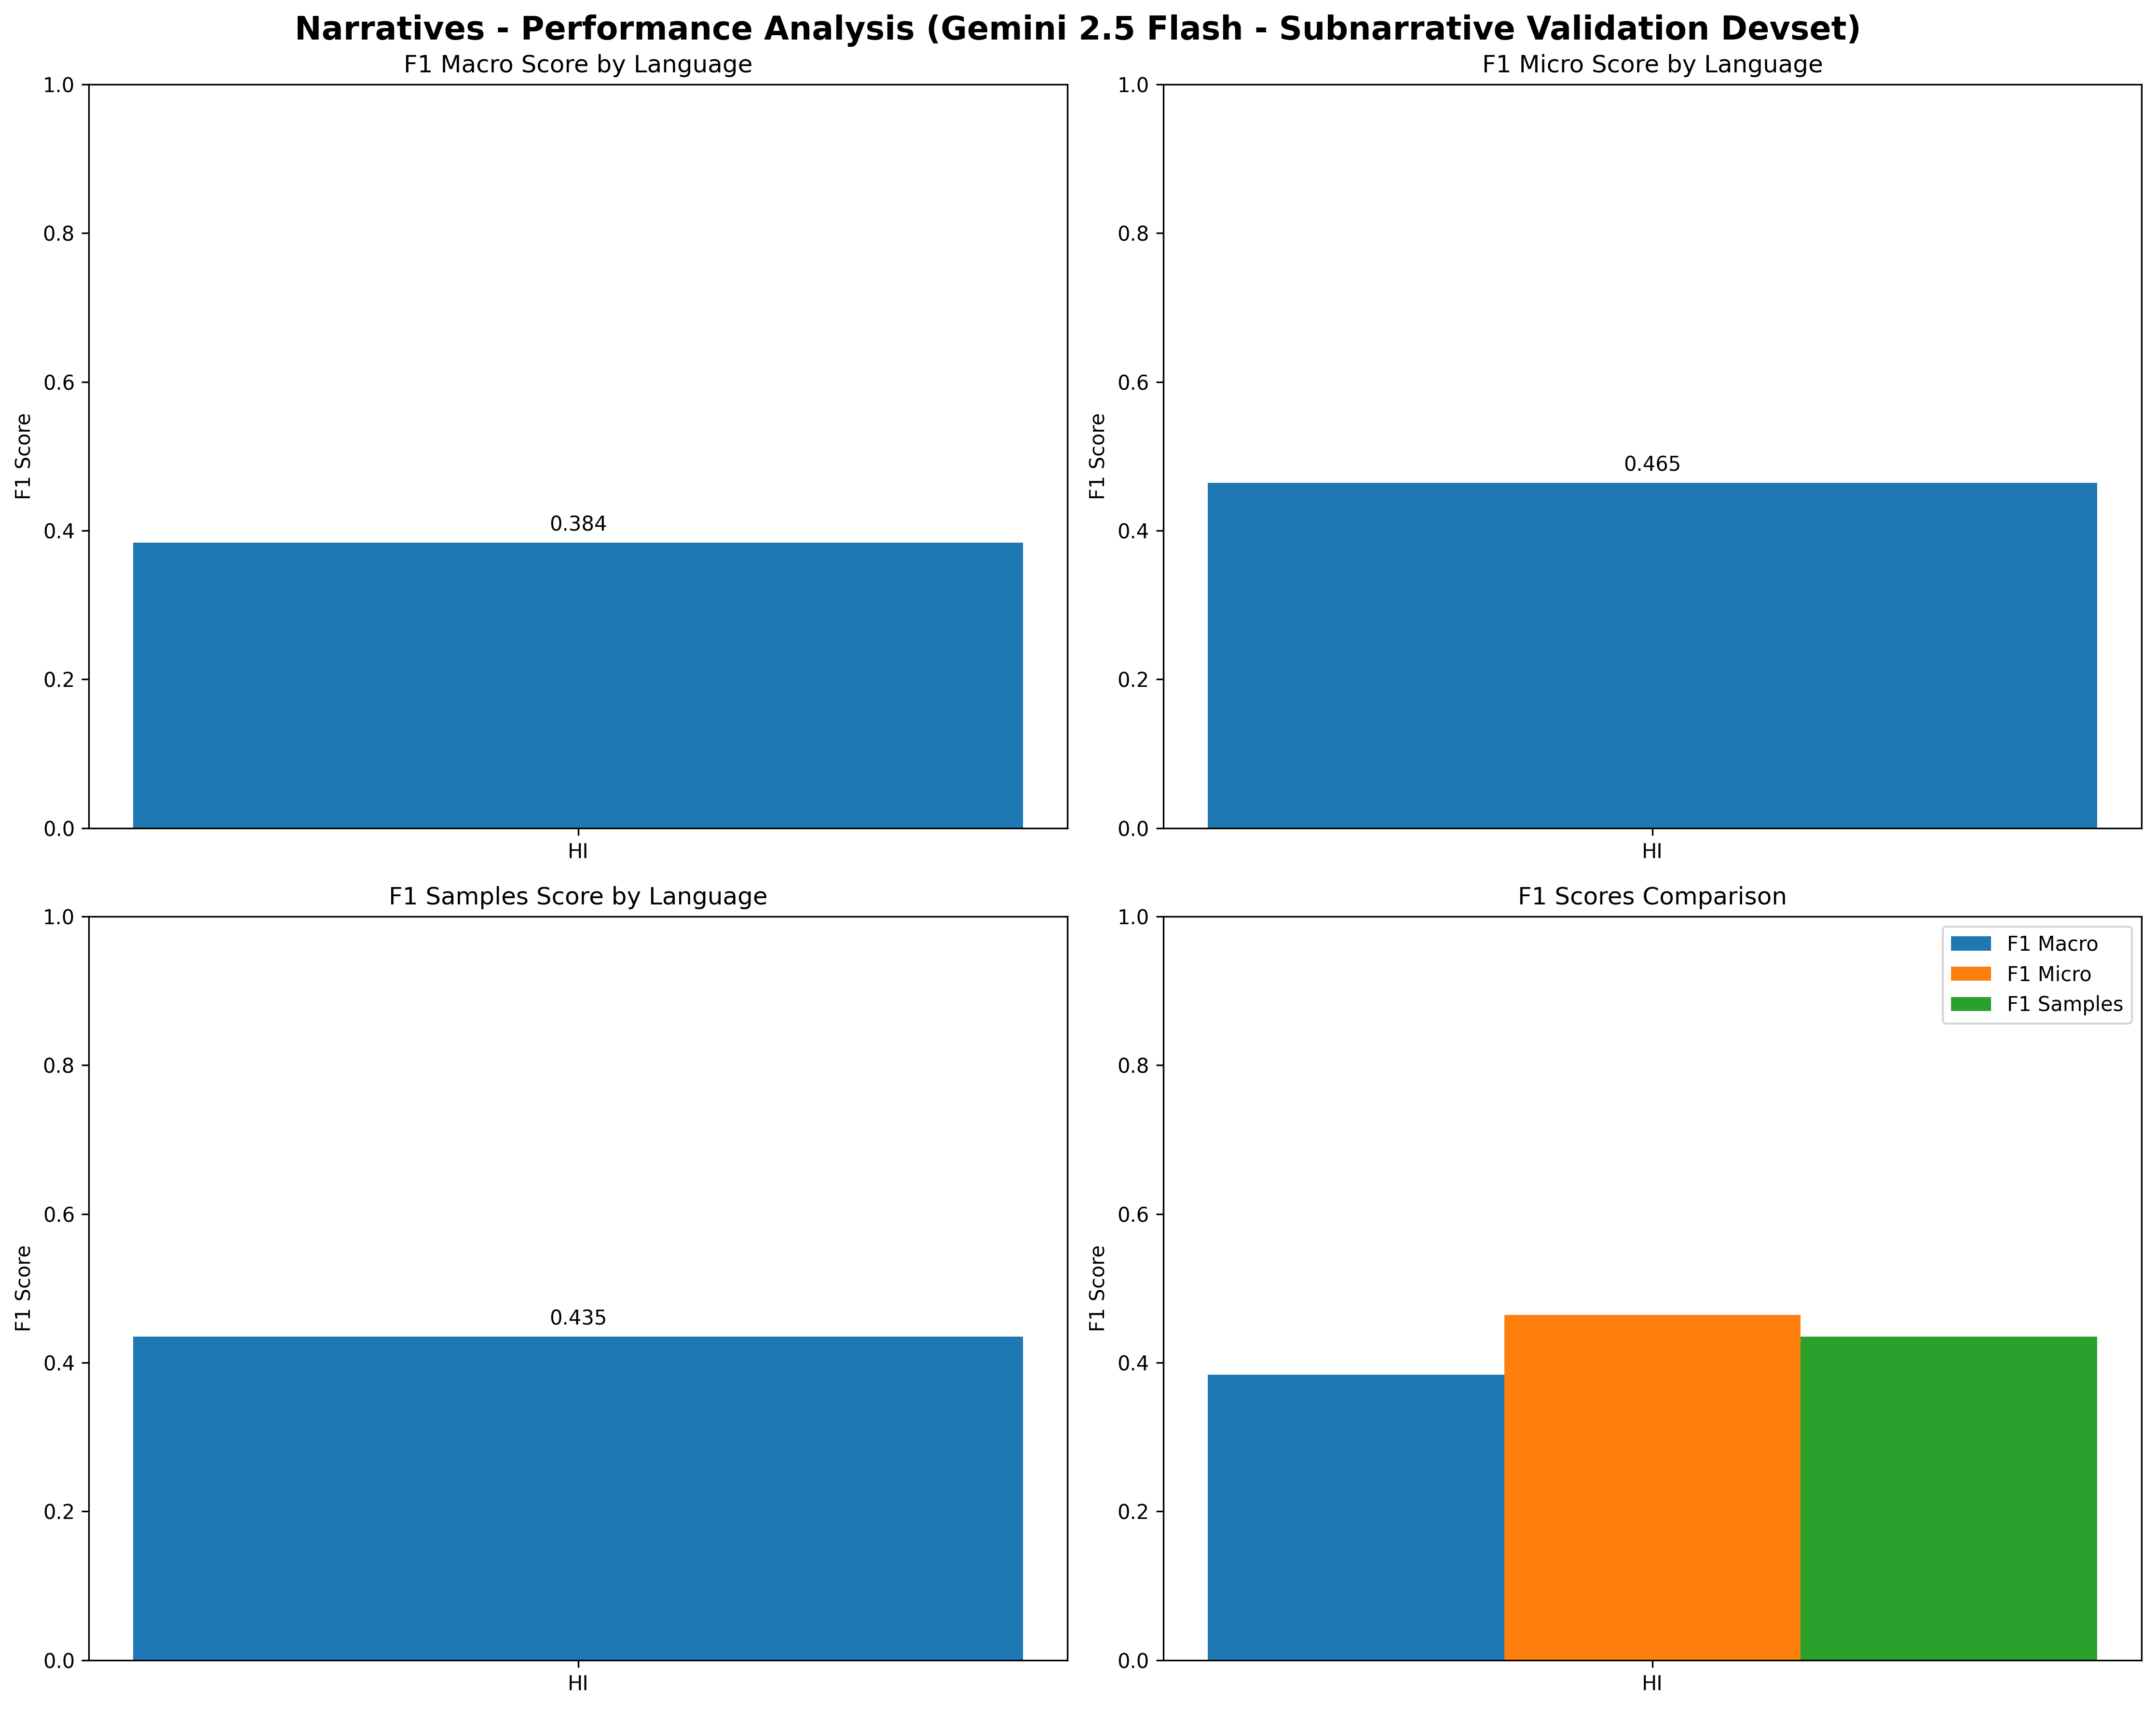 Narratives - Performance Analysis (Gemini 2.5 Flash - Subnarrative Validation Devset)
F1 Macro Score by Language
1.0
0.8
0.6
0.4
0.2
0.0
F1 Score
0.384
HI
F1 Micro Score by Language
1.0
0.8
0.6
0.4
0.2
0.0
F1 Score
0.465
HI
F1 Samples Score by Language
1.0
0.8
0.6
0.4
0.2
0.0
F1 Score
0.435
HI
F1 Scores Comparison
1.0
0.8
0.6
0.4
0.2
0.0
F1 Score
F1 Macro
F1 Micro
F1 Samples
HI